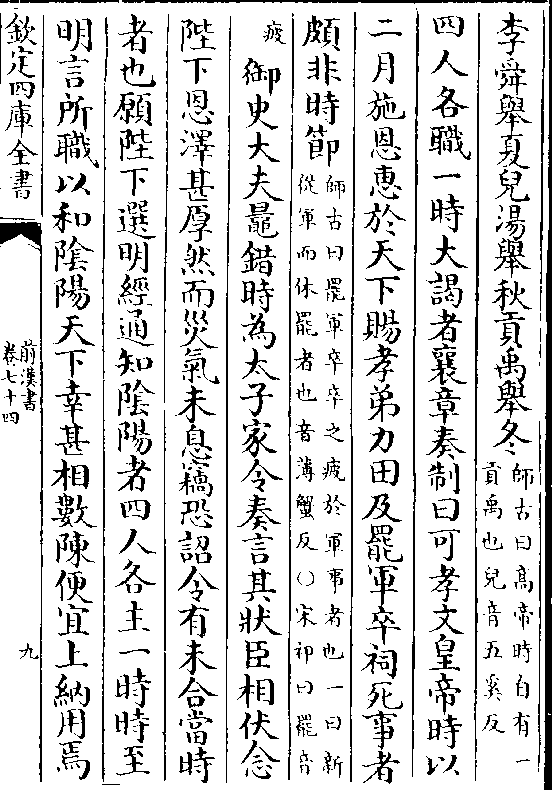 李舜舉夏兒湯舉秋貢禹舉冬師古曰高帝時自有一貢禹也兒音五奚反
四人各職一時大謁者襄章奏制曰可孝文皇帝時以
二月施恩惠於天下賜孝弟力田及罷軍卒祠死事者
頗非時節師古曰罷軍卒卒之疲於軍事者也一曰新從軍而休罷者也音薄蟹反○宋祁曰罷音
疲御史大夫鼂錯時為太子家令奏言其狀臣相伏念
陛下恩澤甚厚然而災氣未息竊恐詔令有未合當時
者也願陛下選明經通知隂陽者四人各主一時時至
明言所職以和隂陽天下幸甚相數陳便宜上納用焉
欽定四庫全書
前漢書
卷七十四
九